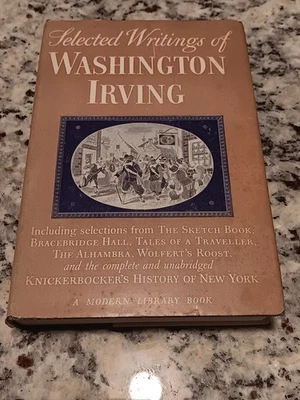 Selected Writings of
WASHINGTON
IRVING
Including selections from THE SKETCH BOOK,
BRACEBRIDGE HALL, TALES OF A TRAVELLER,
THE ALHAMBRA, WOLFERT'S ROOST,
and the complete and unabridged
KNICKERBOCKER'S HISTORY OF NEW YORK
A MODERN LIBRARY BOOK